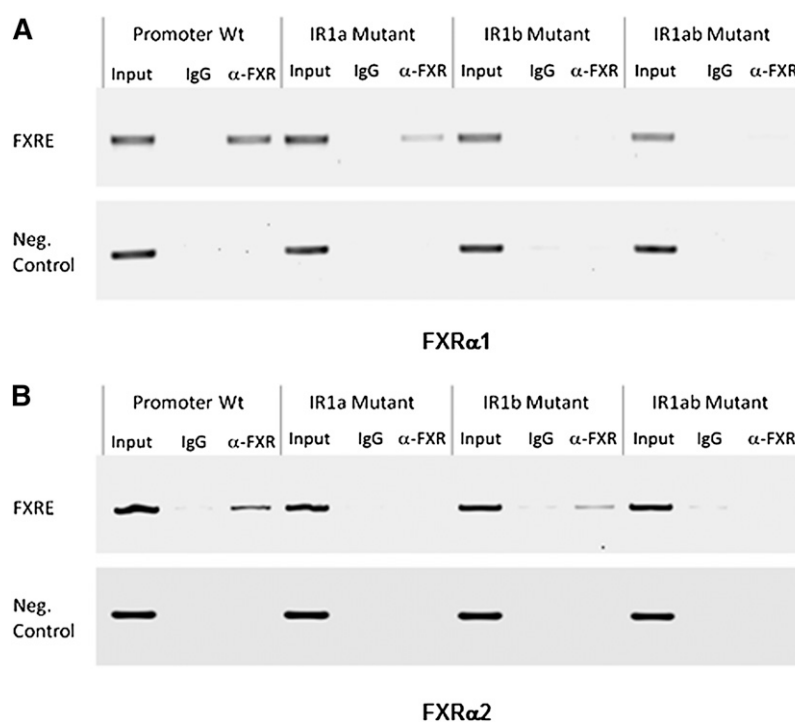 A
Promoter Wt IR1a Mutant IR1b Mutant IR1ab Mutant
Input IgG α-FXR Input IgG α-FXR Input IgG α-FXR Input IgG α-FXR
FXRE
Neg.
Control
FXRα1
B
Promoter Wt IR1a Mutant IR1b Mutant IR1ab Mutant
Input IgG α-FXR Input IgG α-FXR Input IgG α-FXR Input IgG α-FXR
FXRE
Neg.
Control
FXRα2